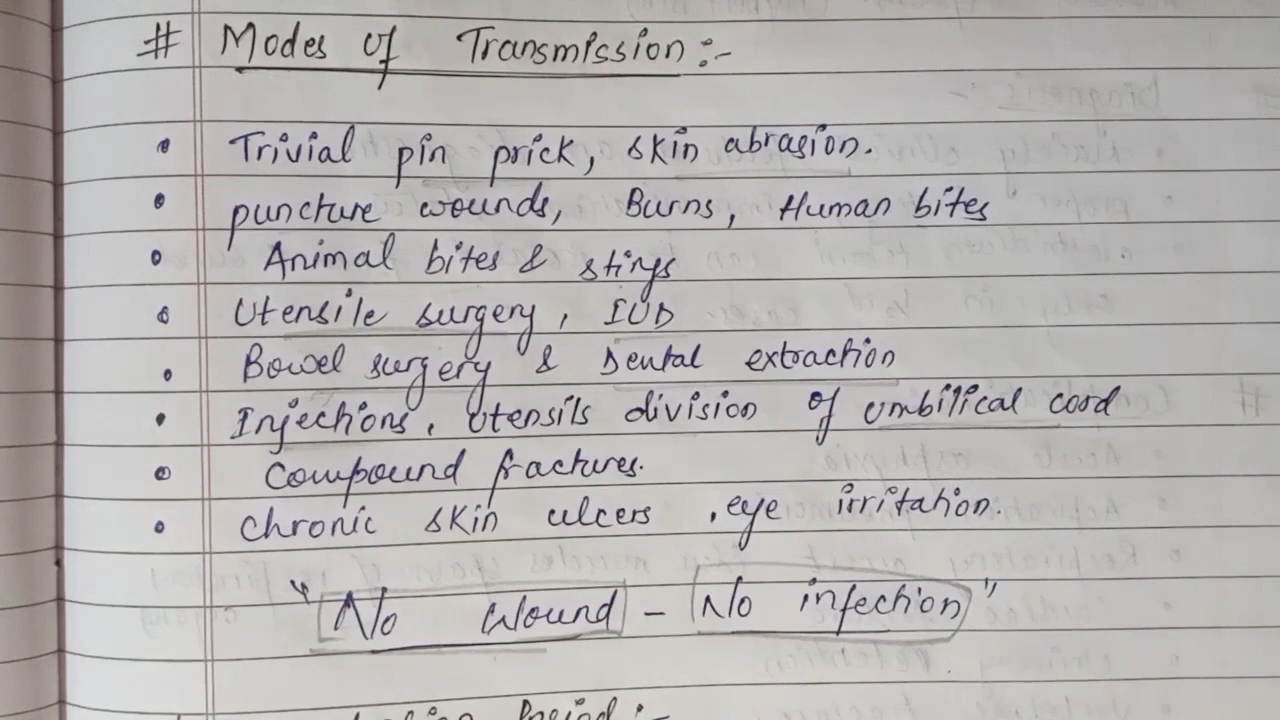 # Modes of Transmission :-
• Trivial pin prick, skin abrasion.
• puncture wounds, Burns, Human bites
• Animal bites & stings
• Utensile surgery, IUD
• Bowel surgery & Dental extraction
• Injections, Utensils division of umbilical cord
• Compound fractures.
• chronic skin ulcers, eye irritation.
"No wound - No infection"
Period :-